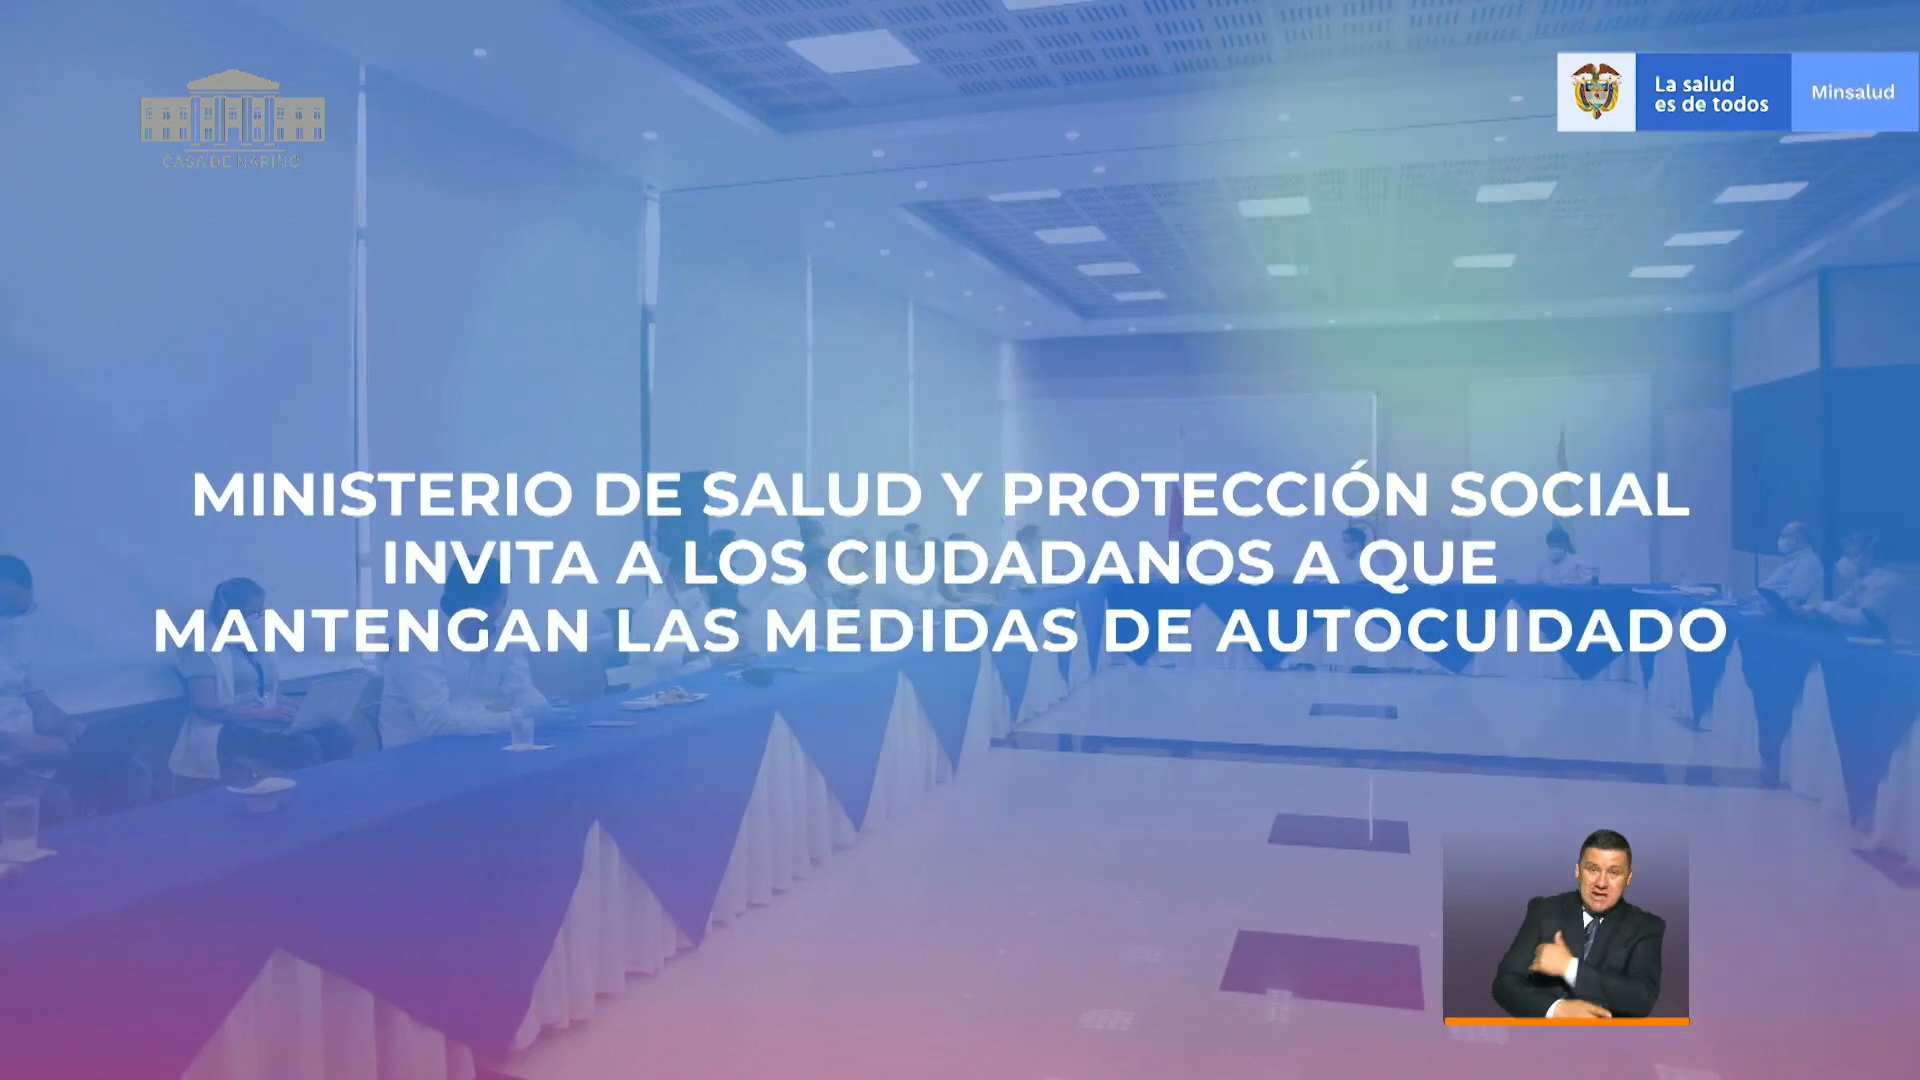 CASA DE NARIÑO
La salud
es de todos
Minsalud
MINISTERIO DE SALUD Y PROTECCIÓN SOCIAL
INVITA A LOS CIUDADANOS A QUE
MANTENGAN LAS MEDIDAS DE AUTOCUIDADO